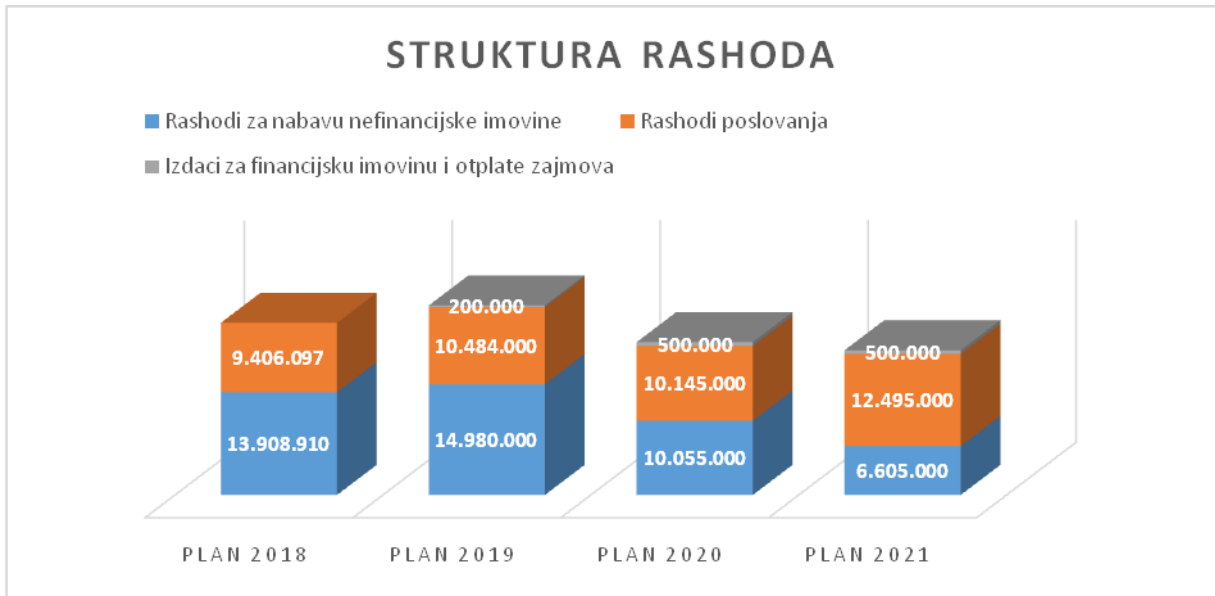 STRUKTURA RASHODA
Rashodi za nabavu nefinancijske imovine
Rashodi poslovanja
Izdaci za financijsku imovinu i otplate zajmova
200.000
9.406.097
10.484.000
500.000
500.000
10.145.000
12.495.000
13.908.910
14.980.000
10.055.000
6.605.000
PLAN 2018
PLAN 2019
PLAN 2020
PLAN 2021